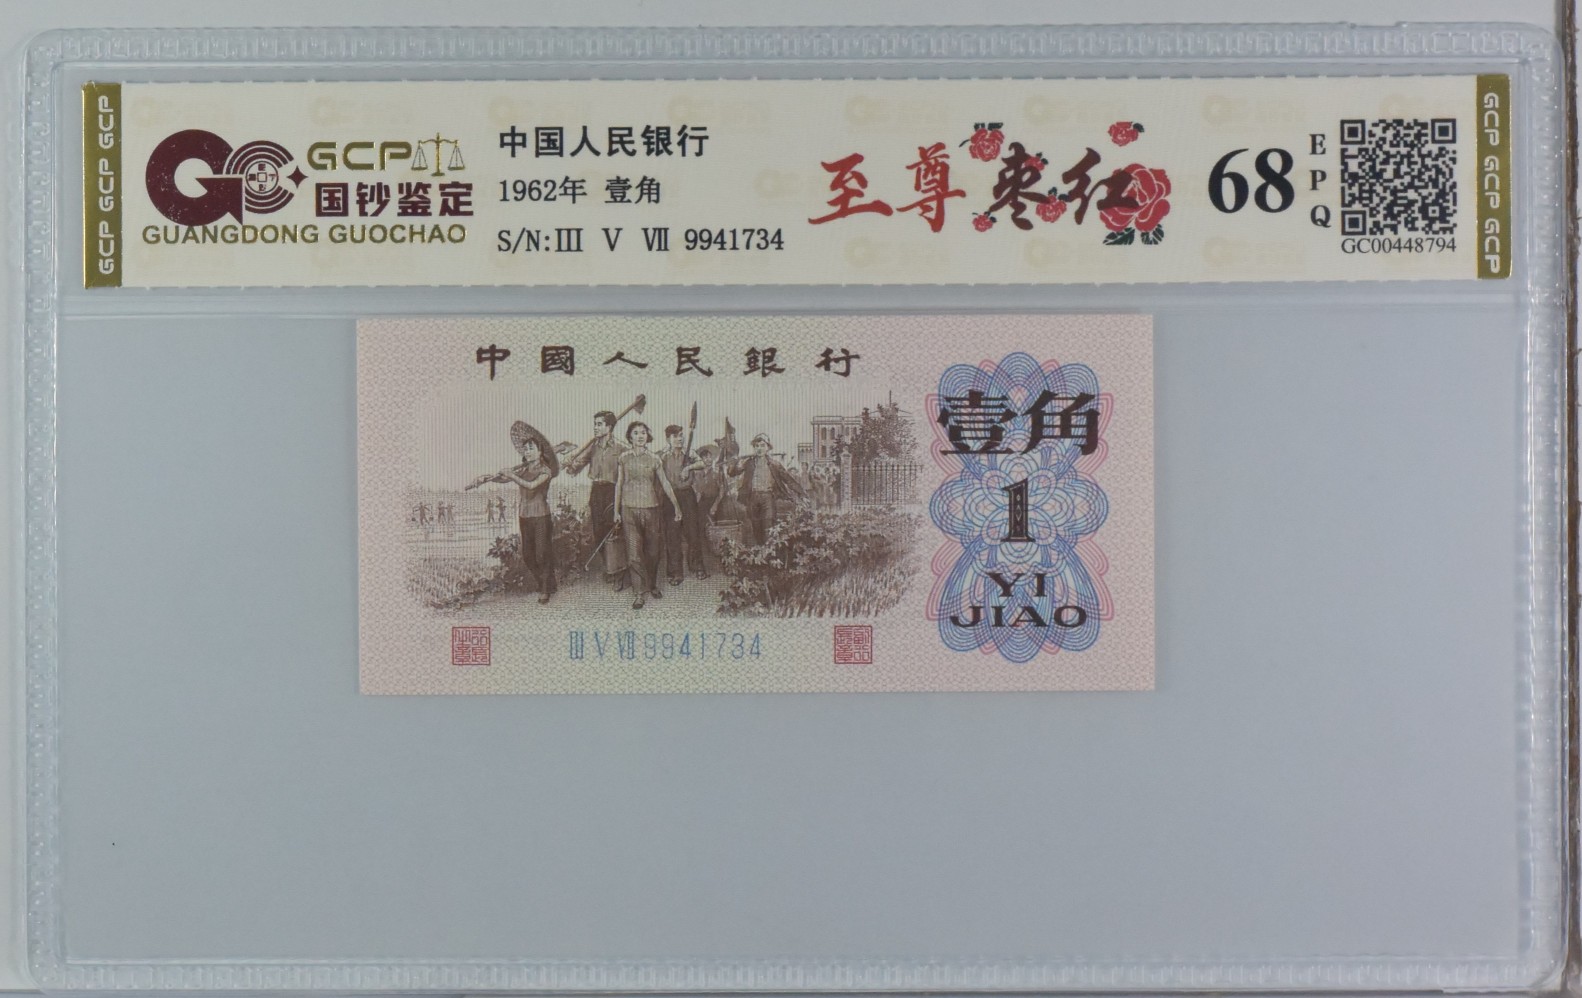 GCP GCP GCP
GCP
国钞鉴定
GUANGDONG GUOCHAO
中国人民银行
1962年 壹角
S/N:Ⅲ Ⅴ Ⅶ 9941734
至尊枣红
68
EPQ
GC00448794
GCP GCP GCP
中國人民銀行
壹角
1
YI
JIAO
Ⅲ Ⅴ Ⅶ 9941734